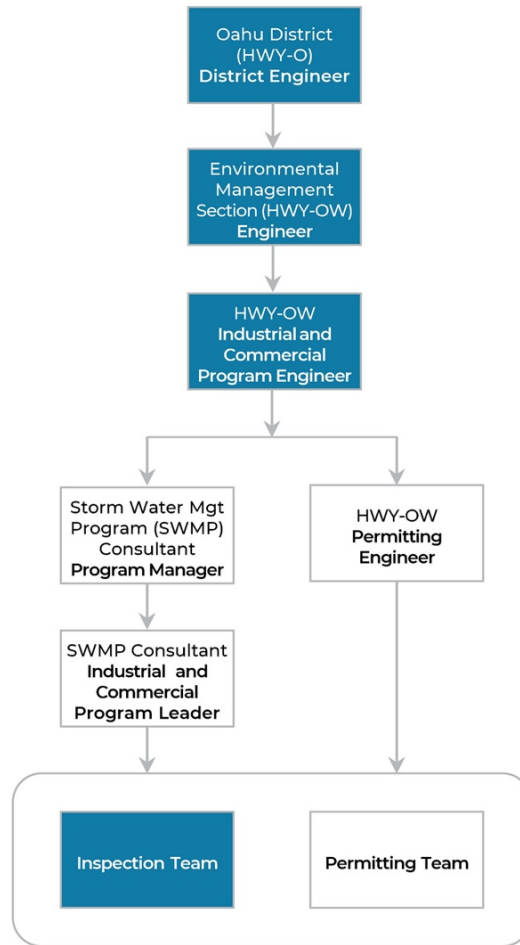 Oahu District
(HWY-O)
District Engineer
Environmental
Management
Section (HWY-OW)
Engineer
HWY-OW
Industrial and
Commercial
Program Engineer
Storm Water Mgt
Program (SWMP)
Consultant
Program Manager
HWY-OW
Permitting
Engineer
SWMP Consultant
Industrial and
Commercial
Program Leader
Inspection Team
Permitting Team